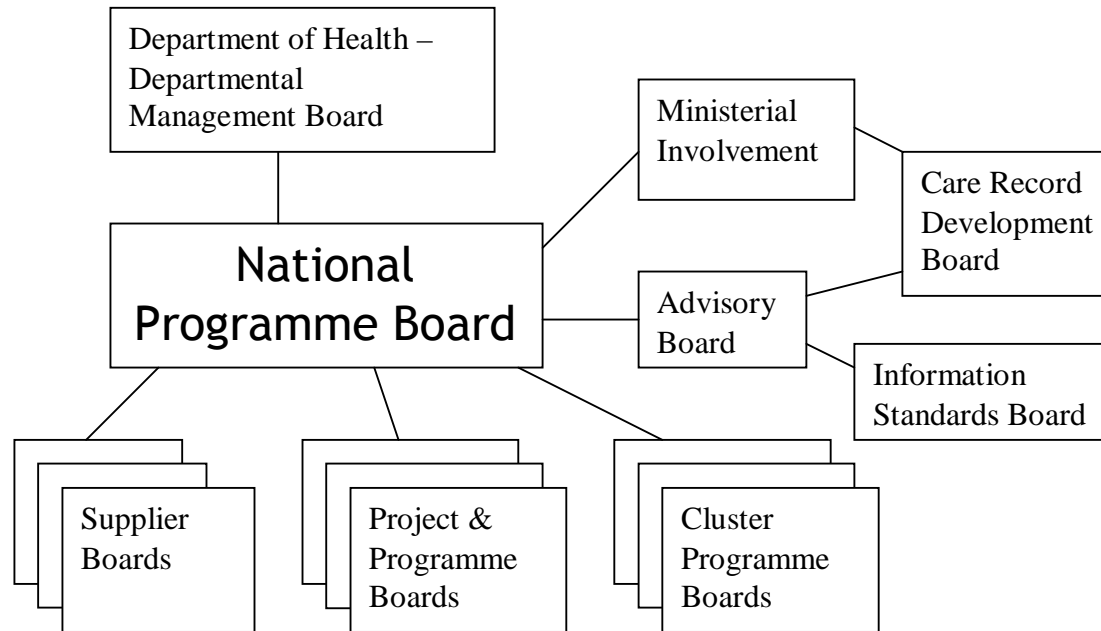 Department of Health –
Departmental
Management Board
Ministerial
Involvement
Care Record
Development
Board
National
Programme Board
Advisory
Board
Information
Standards Board
Supplier
Boards
Project &
Programme
Boards
Cluster
Programme
Boards